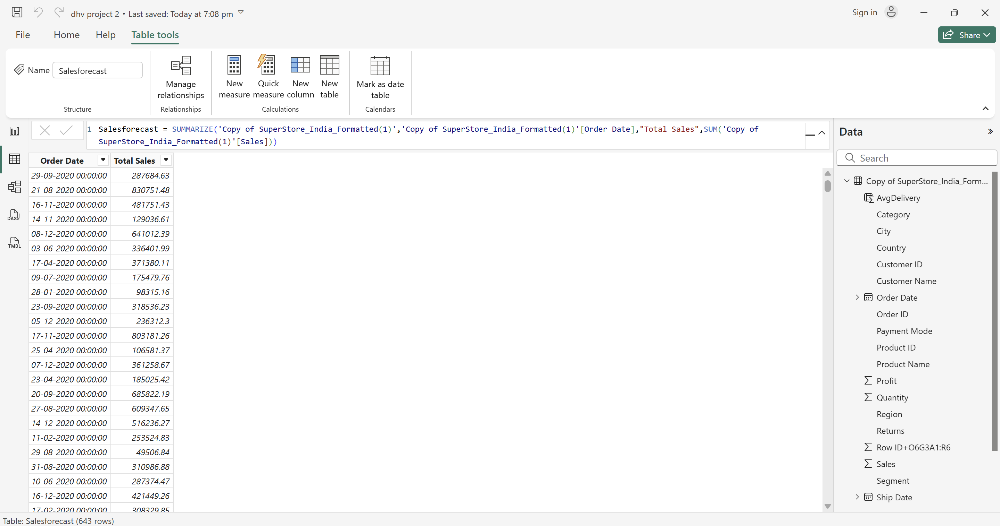 dhv project 2 • Last saved: Today at 7:08 pm
Sign in
File Home Help Table tools
Share
Name Salesforecast
Structure
Manage relationships
Relationships
New measure
Quick measure
New column
New table
Calculations
Mark as date table
Calendars
1 Salesforecast = SUMMARIZE('Copy of SuperStore_India_Formatted(1)','Copy of SuperStore_India_Formatted(1)'[Order Date],"Total Sales",SUM('Copy of
SuperStore_India_Formatted(1)'[Sales]))
DAX
TMDL
Order Date Total Sales
29-09-2020 00:00:00 287684.63
21-08-2020 00:00:00 830751.48
16-11-2020 00:00:00 481751.43
14-11-2020 00:00:00 129036.61
08-12-2020 00:00:00 641012.39
03-06-2020 00:00:00 336401.99
17-04-2020 00:00:00 371380.11
09-07-2020 00:00:00 175479.76
28-01-2020 00:00:00 98315.16
23-09-2020 00:00:00 318536.23
05-12-2020 00:00:00 236312.3
17-11-2020 00:00:00 803181.26
25-04-2020 00:00:00 106581.37
07-12-2020 00:00:00 361258.67
23-04-2020 00:00:00 185025.42
20-09-2020 00:00:00 685822.19
27-08-2020 00:00:00 609347.65
14-12-2020 00:00:00 516236.27
11-02-2020 00:00:00 253524.83
29-08-2020 00:00:00 49506.84
31-08-2020 00:00:00 310986.88
10-06-2020 00:00:00 287374.47
16-12-2020 00:00:00 421449.26
17-02-2020 00:00:00 308329.85
Data
Search
Copy of SuperStore_India_Form...
AvgDelivery
Category
City
Country
Customer ID
Customer Name
Order Date
Order ID
Payment Mode
Product ID
Product Name
Profit
Quantity
Region
Returns
Row ID+O6G3A1:R6
Sales
Segment
Ship Date
Table: Salesforecast (643 rows)